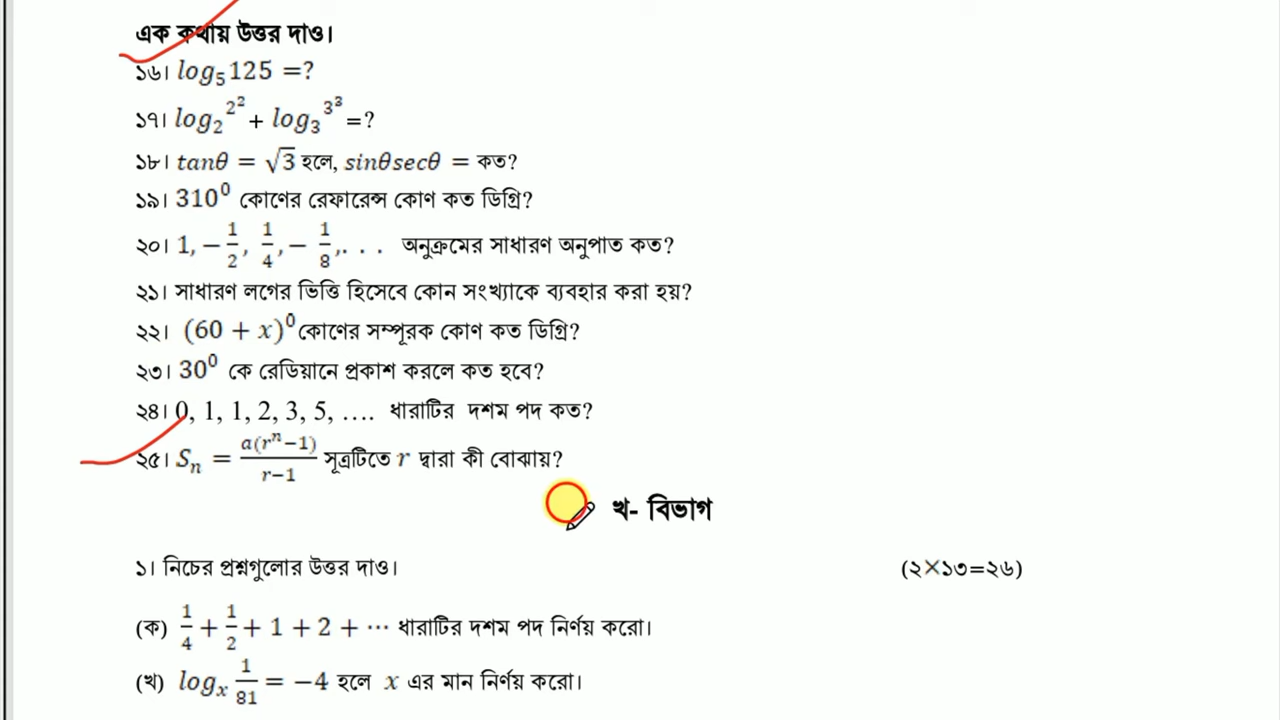 এক কথায় উত্তর দাও।
১৬। log₅125 =?
১৭। log₂2² + log₃3³ =?
১৮। tanθ = √3 হলে, sinθsecθ = কত?
১৯। 310⁰ কোণের রেফারেন্স কোণ কত ডিগ্রি?
২০। 1, −1/2, 1/4, − 1/8,. . . অনুক্রমের সাধারণ অনুপাত কত?
২১। সাধারণ লগের ভিত্তি হিসেবে কোন সংখ্যাকে ব্যবহার করা হয়?
২২। (60 + x)⁰ কোণের সম্পূরক কোণ কত ডিগ্রি?
২৩। 30⁰ কে রেডিয়ানে প্রকাশ করলে কত হবে?
২৪। 0, 1, 1, 2, 3, 5, .... ধারাটির দশম পদ কত?
২৫। Sₙ = a(rⁿ−1)/r−1 সূত্রটিতে r দ্বারা কী বোঝায়?
খ- বিভাগ
১। নিচের প্রশ্নগুলোর উত্তর দাও। (২×১৩=২৬)
(ক) 1/4 + 1/2 + 1 + 2 + ⋯ ধারাটির দশম পদ নির্ণয় করো।
(খ) logₓ 1/81 = −4 হলে x এর মান নির্ণয় করো।